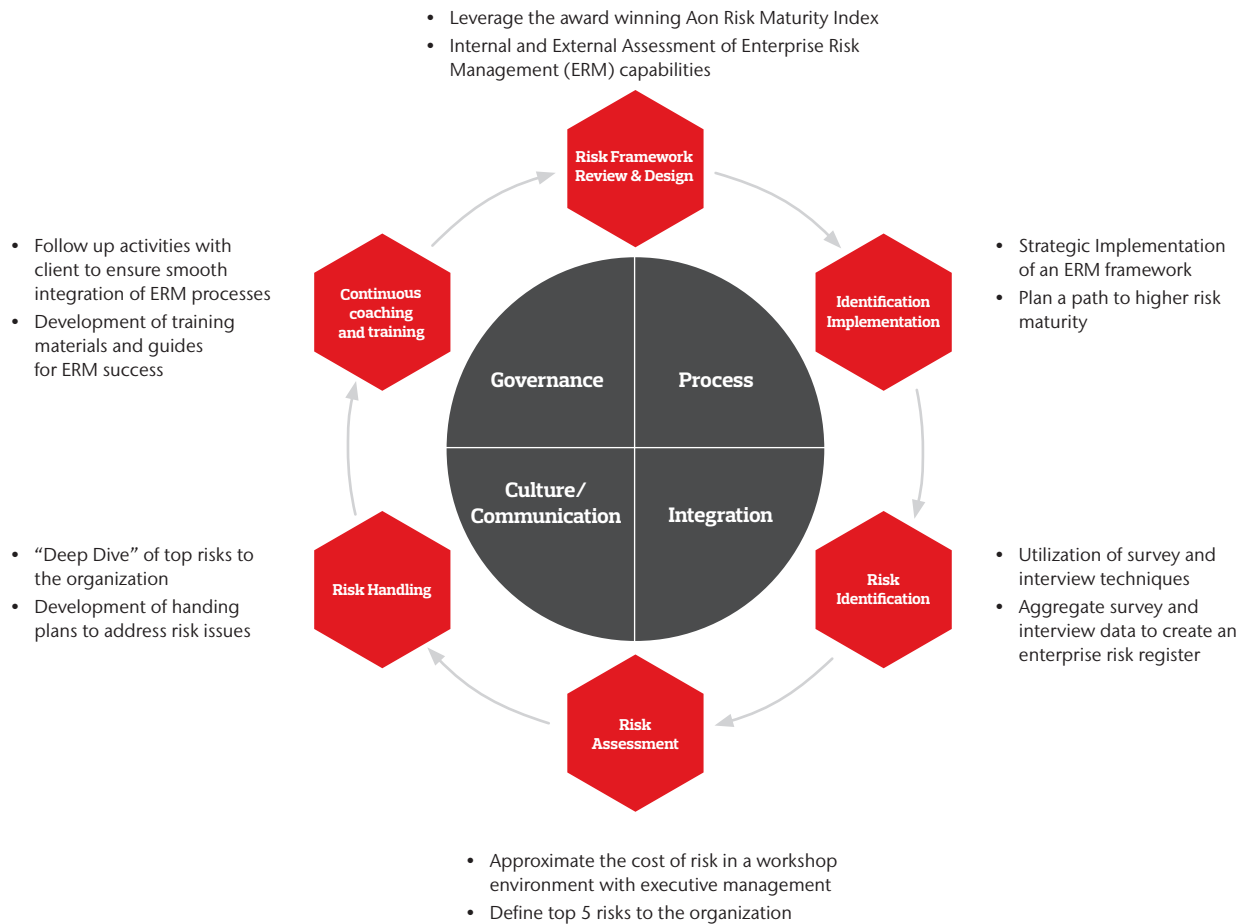 • Leverage the award winning Aon Risk Maturity Index
• Internal and External Assessment of Enterprise Risk
Management (ERM) capabilities
Risk Framework
Review & Design
• Follow up activities with
client to ensure smooth
integration of ERM processes
• Development of training
materials and guides
for ERM success
Continuous
coaching
and training
Identification
Implementation
• Strategic Implementation
of an ERM framework
• Plan a path to higher risk
maturity
Governance
Process
Culture/
Communication
Integration
• “Deep Dive” of top risks to
the organization
• Development of handing
plans to address risk issues
Risk Handling
Risk
Identification
• Utilization of survey and
interview techniques
• Aggregate survey and
interview data to create an
enterprise risk register
Risk
Assessment
• Approximate the cost of risk in a workshop
environment with executive management
• Define top 5 risks to the organization